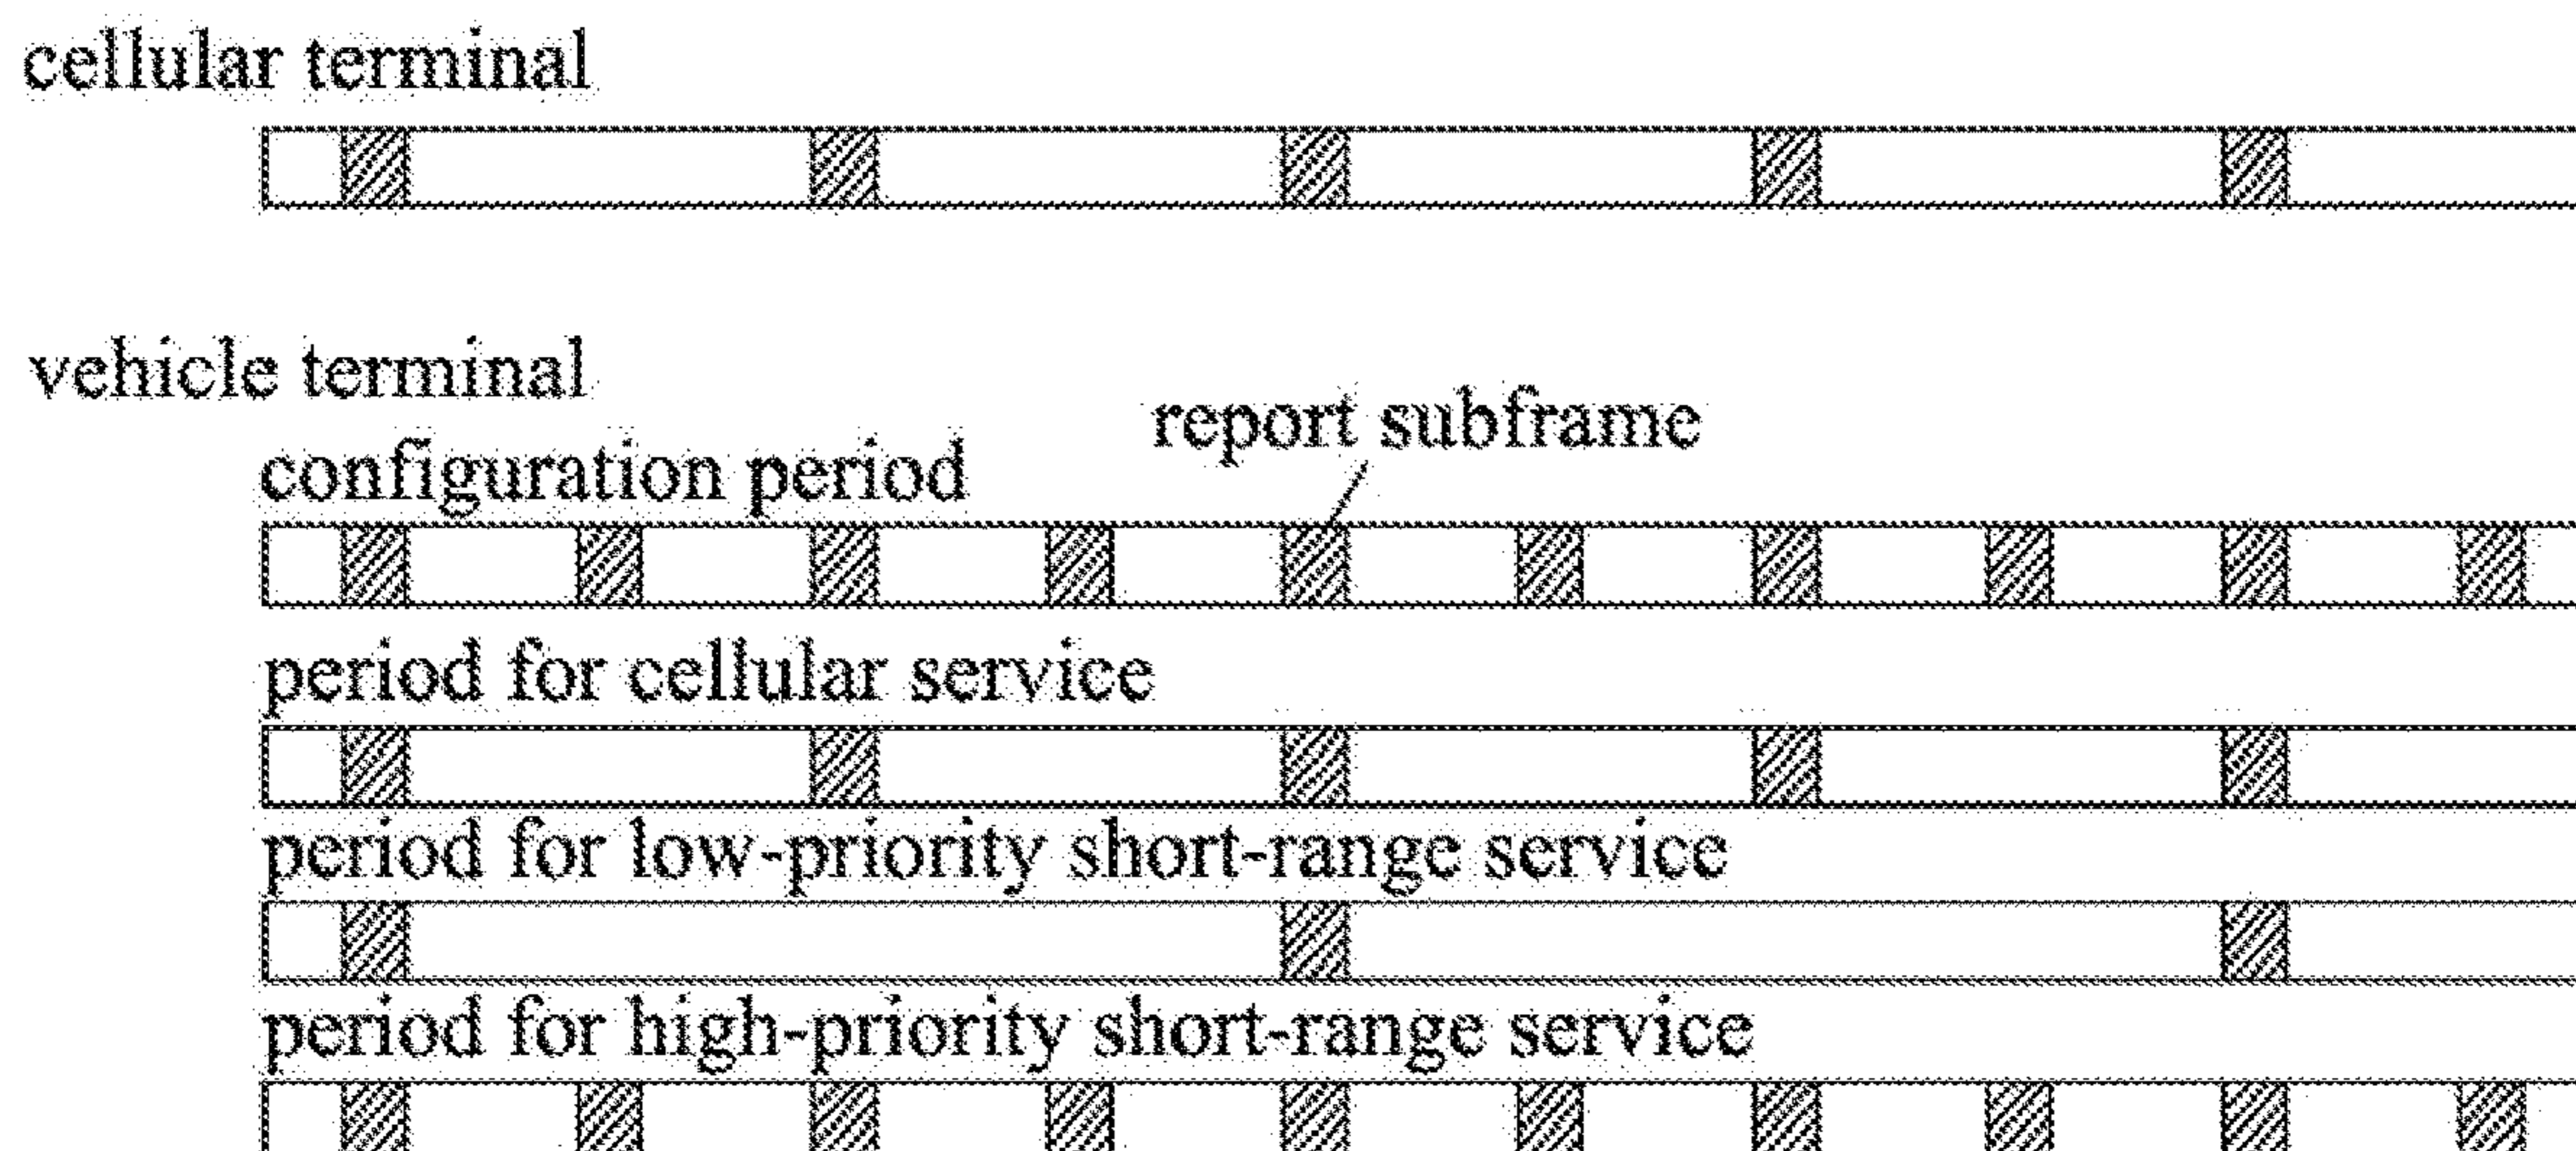 cellular terminal
vehicle terminal
report subframe
configuration period
period for cellular service
period for low-priority short-range service
period for high-priority short-range service